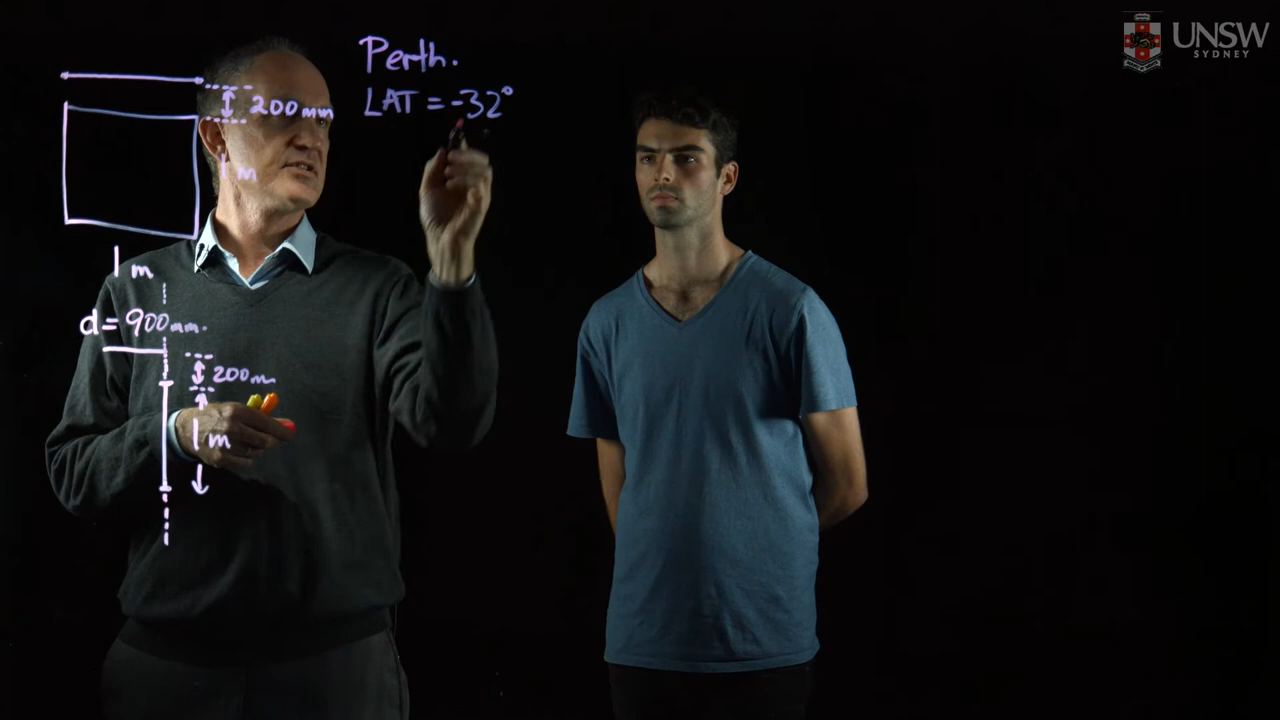 UNSW
SYDNEY
Perth.
LAT = -32°
200 mm
1 m
1 m
d = 900 mm.
200 m
1 m